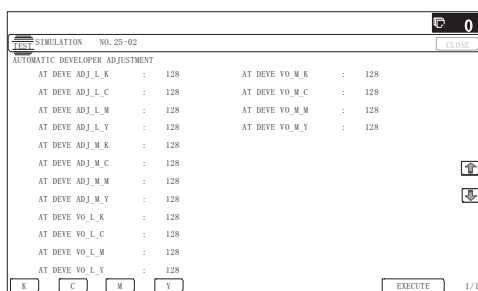 0
TEST SIMULATION NO. 25-02
CLOSE
AUTOMATIC DEVELOPER ADJUSTMENT
AT DEVE ADJ_L_K : 128 AT DEVE VO_M_K : 128
AT DEVE ADJ_L_C : 128 AT DEVE VO_M_C : 128
AT DEVE ADJ_L_M : 128 AT DEVE VO_M_M : 128
AT DEVE ADJ_L_Y : 128 AT DEVE VO_M_Y : 128
AT DEVE ADJ_M_K : 128
AT DEVE ADJ_M_C : 128
AT DEVE ADJ_M_M : 128
AT DEVE ADJ_M_Y : 128
AT DEVE VO_L_K : 128
AT DEVE VO_L_C : 128
AT DEVE VO_L_M : 128
AT DEVE VO_L_Y : 128
K C M Y EXECUTE 1/1